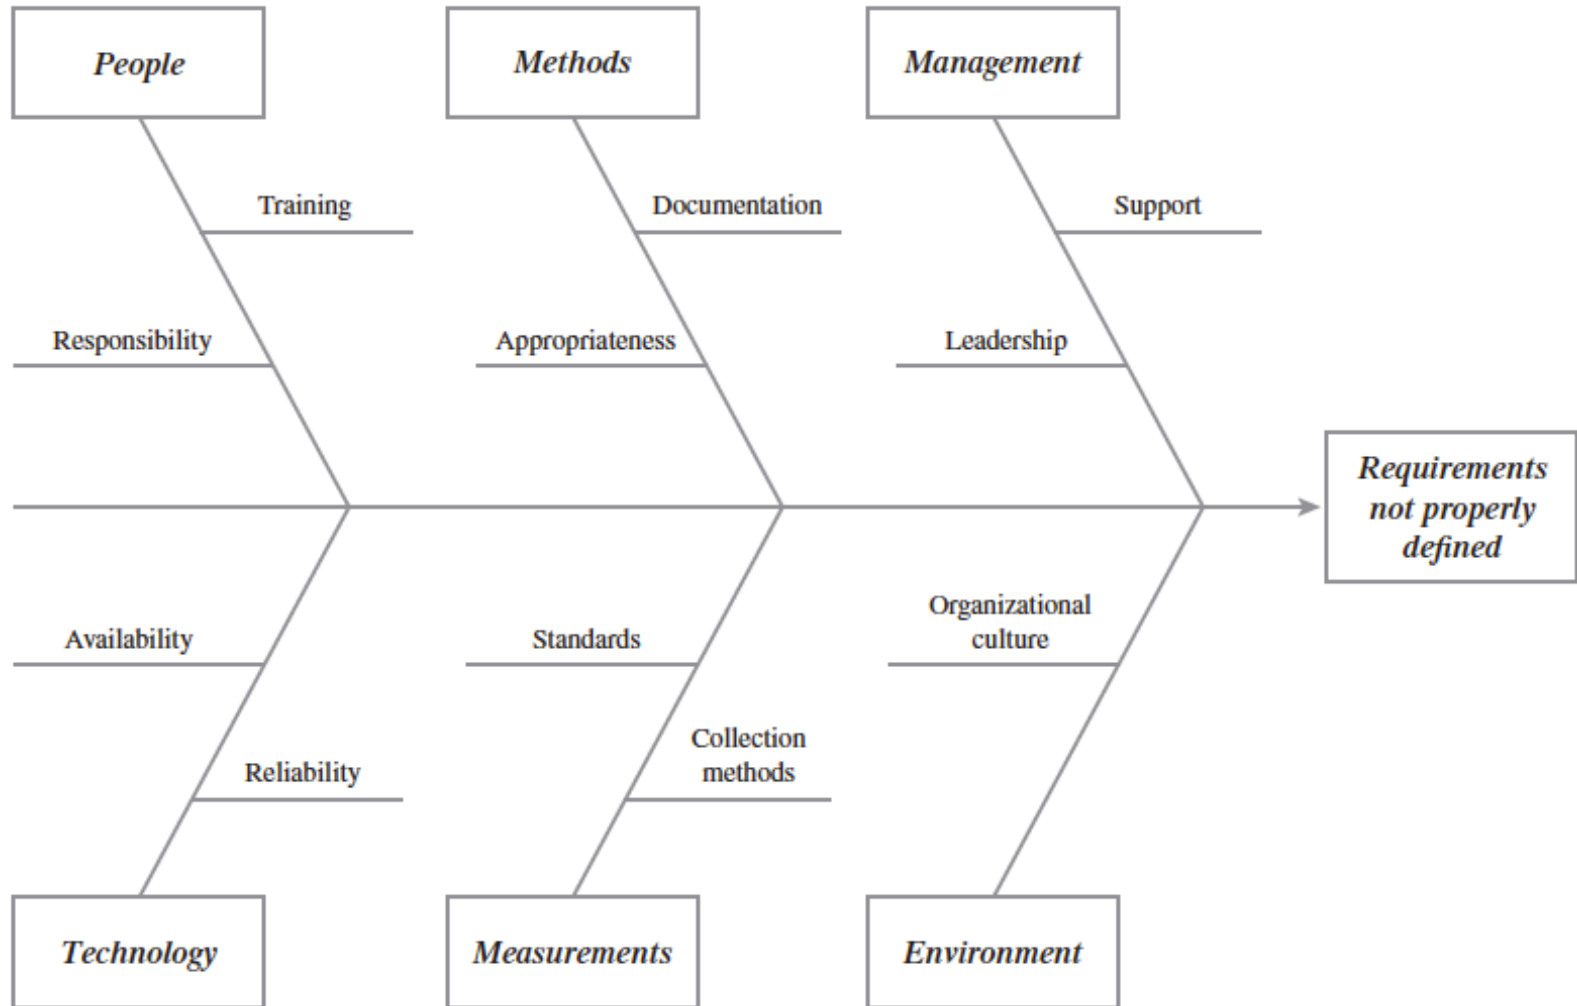 People
Methods
Management
Training
Documentation
Support
Responsibility
Appropriateness
Leadership
Requirements
not properly
defined
Availability
Standards
Organizational
culture
Reliability
Collection
methods
Technology
Measurements
Environment